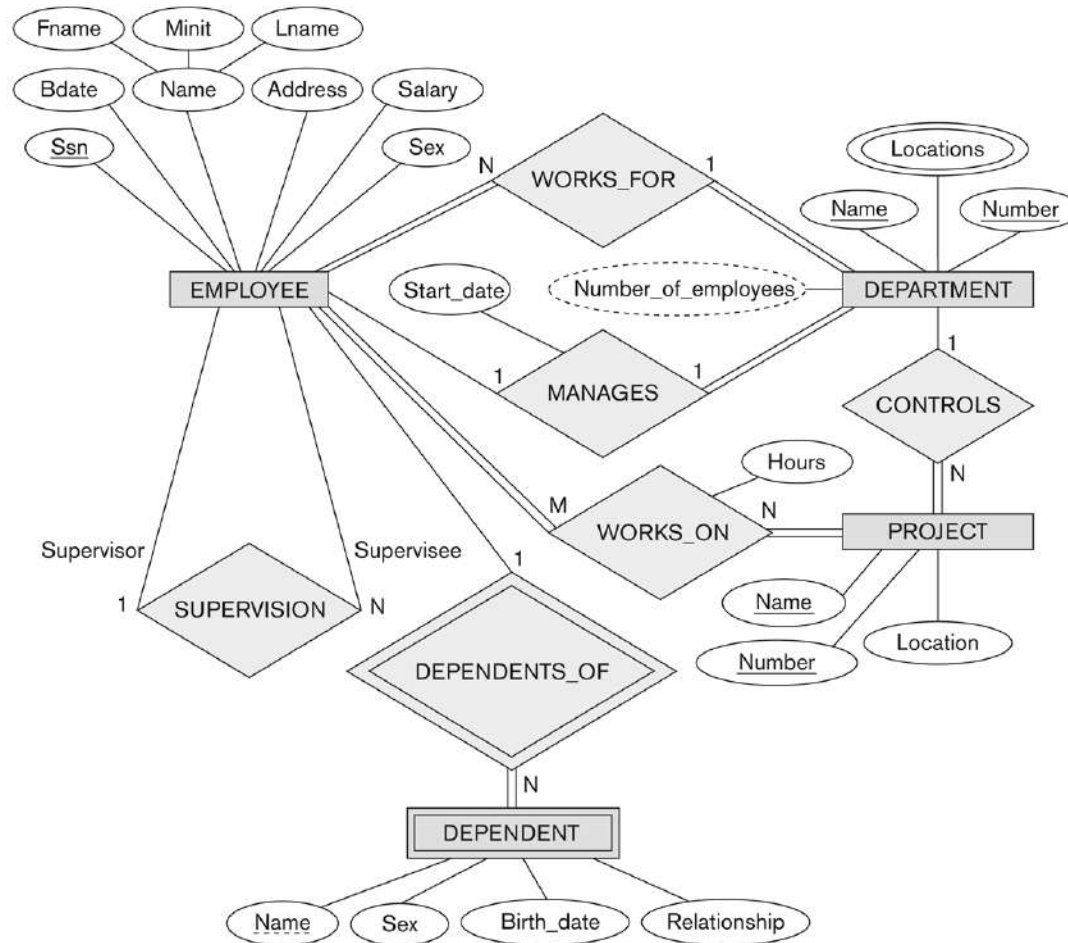 Fname
Minit
Lname
Bdate
Name
Address
Salary
Ssn
Sex
N
WORKS_FOR
1
Locations
Name
Number
EMPLOYEE
Start_date
Number_of_employees
DEPARTMENT
1
MANAGES
1
1
CONTROLS
N
Hours
M
WORKS_ON
N
PROJECT
Supervisor
Supervisee
1
SUPERVISION
N
1
Name
Number
Location
DEPENDENTS_OF
N
DEPENDENT
Name
Sex
Birth_date
Relationship